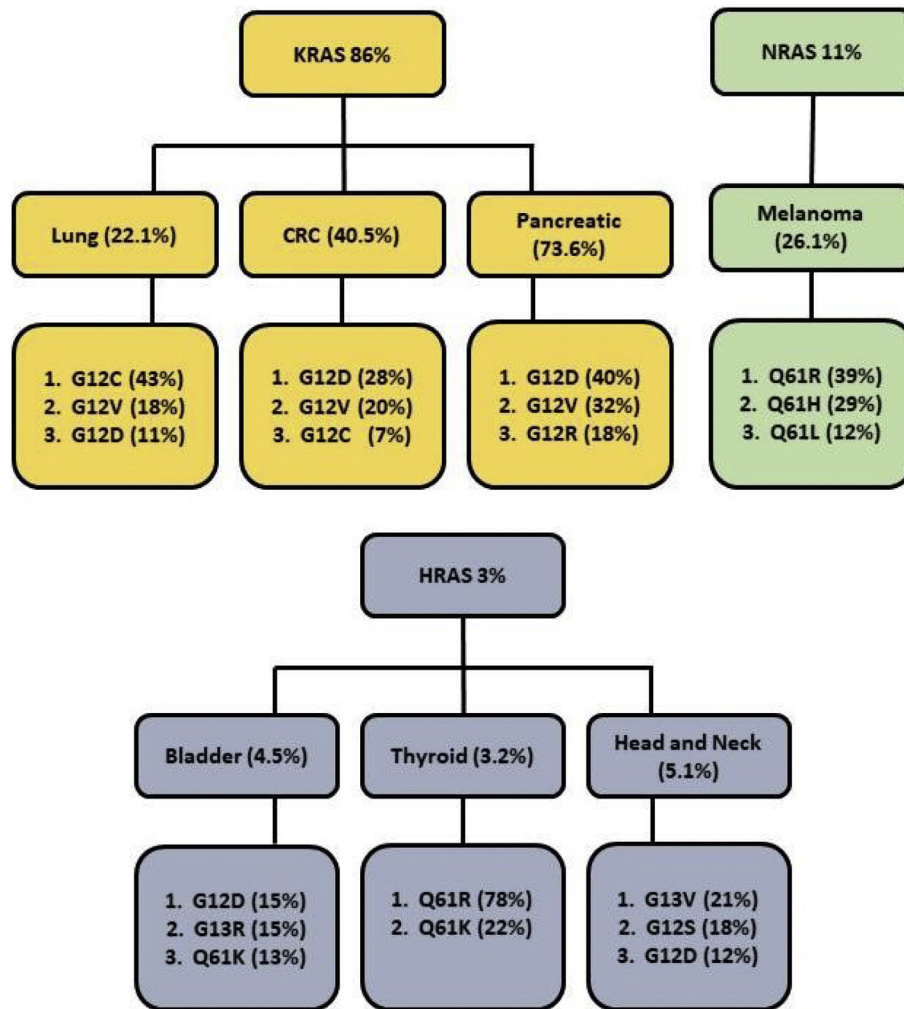 KRAS 86%
NRAS 11%
Lung (22.1%)
CRC (40.5%)
Pancreatic
(73.6%)
Melanoma
(26.1%)
1. G12C (43%)
2. G12V (18%)
3. G12D (11%)
1. G12D (28%)
2. G12V (20%)
3. G12C (7%)
1. G12D (40%)
2. G12V (32%)
3. G12R (18%)
1. Q61R (39%)
2. Q61H (29%)
3. Q61L (12%)
HRAS 3%
Bladder (4.5%)
Thyroid (3.2%)
Head and Neck
(5.1%)
1. G12D (15%)
2. G13R (15%)
3. Q61K (13%)
1. Q61R (78%)
2. Q61K (22%)
1. G13V (21%)
2. G12S (18%)
3. G12D (12%)